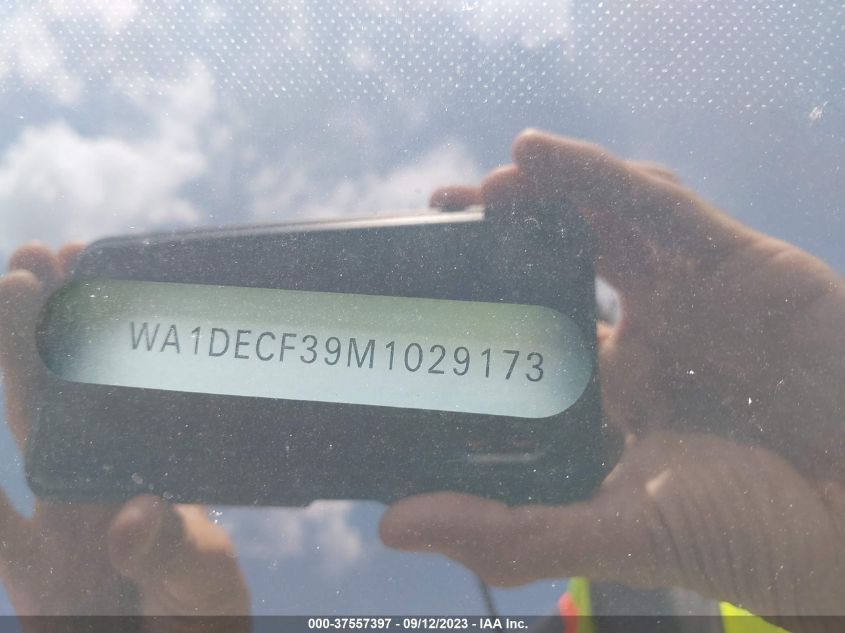 WA1DECF39M1029173
000-37557397 - 09/12/2023 - IAA Inc.